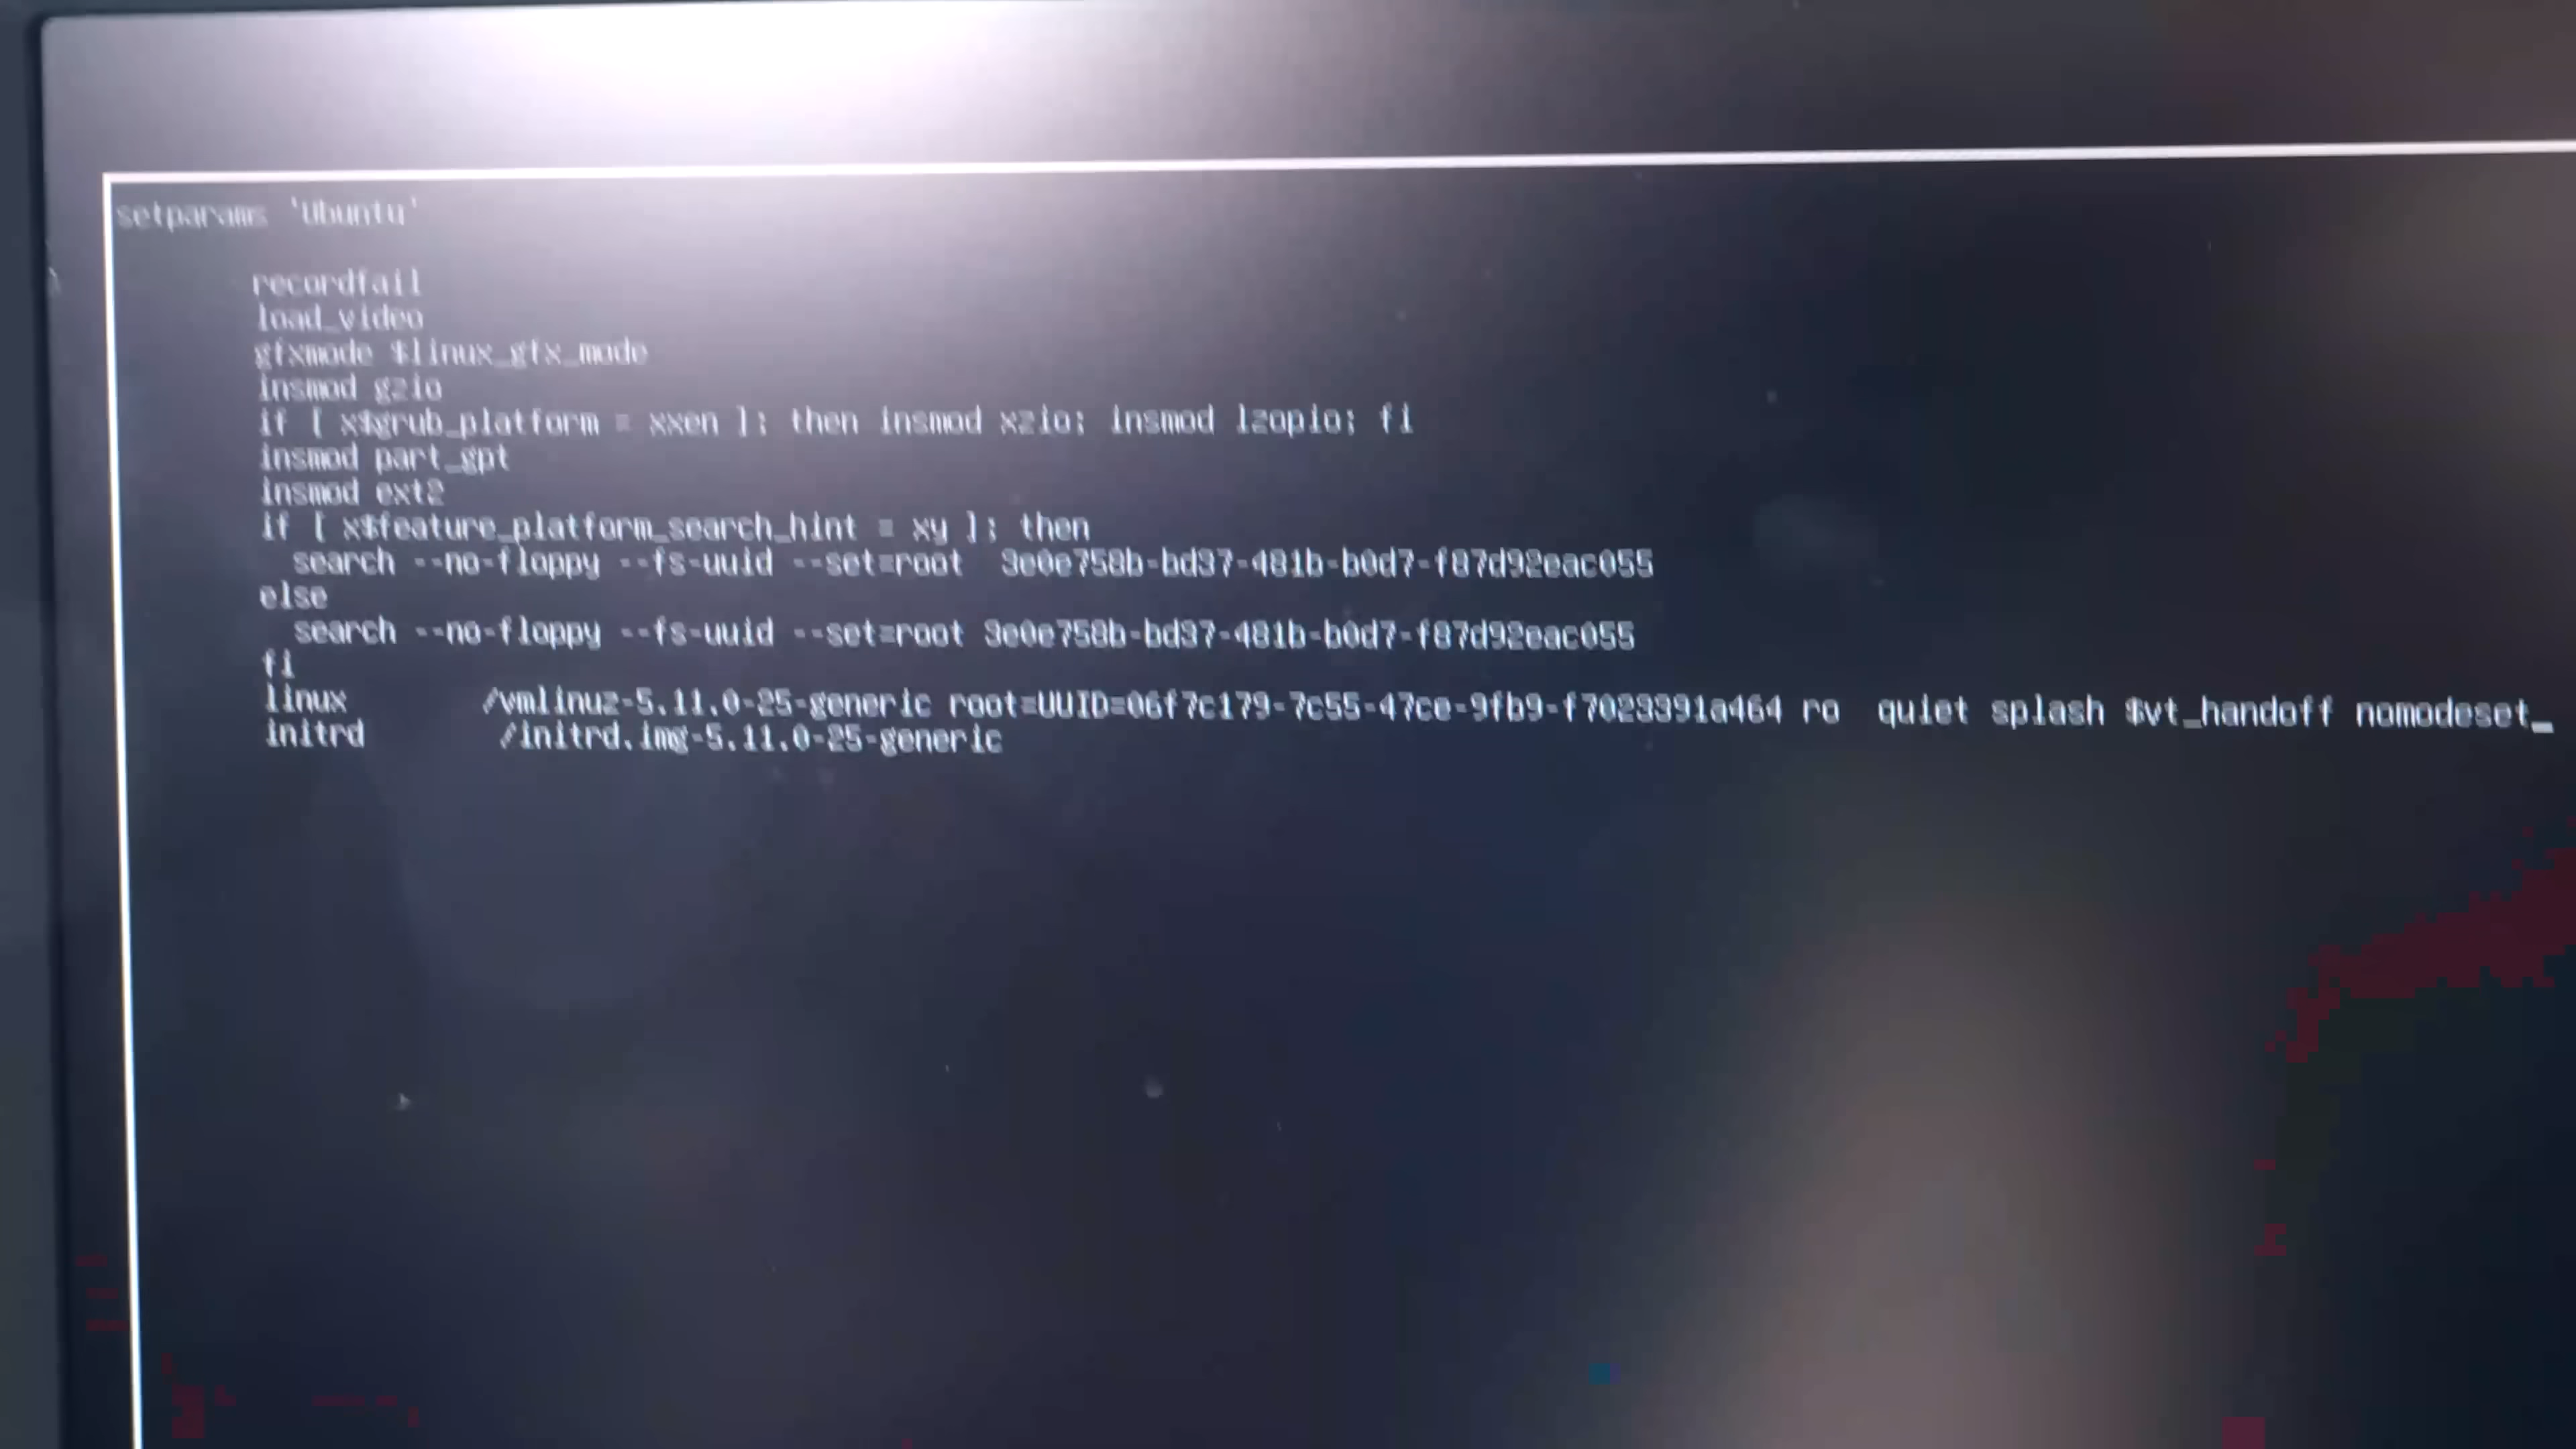 setparams 'Ubuntu'
recordfail
load_video
gfxmode $linux_gfx_mode
insmod gzio
if [ x$grub_platform = xxen ]; then insmod xzio; insmod lzopio; fi
insmod part_gpt
insmod ext2
if [ x$feature_platform_search_hint = xy ]; then
search --no-floppy --fs-uuid --set=root 3e0e758b-bd37-481b-b0d7-f87d92eac055
else
search --no-floppy --fs-uuid --set=root 3e0e758b-bd37-481b-b0d7-f87d92eac055
fi
linux /vmlinuz-5.11.0-25-generic root=UUID=06f7c179-7c55-47ce-9fb9-f7023391a464 ro quiet splash $vt_handoff nomodeset_
initrd /initrd.img-5.11.0-25-generic